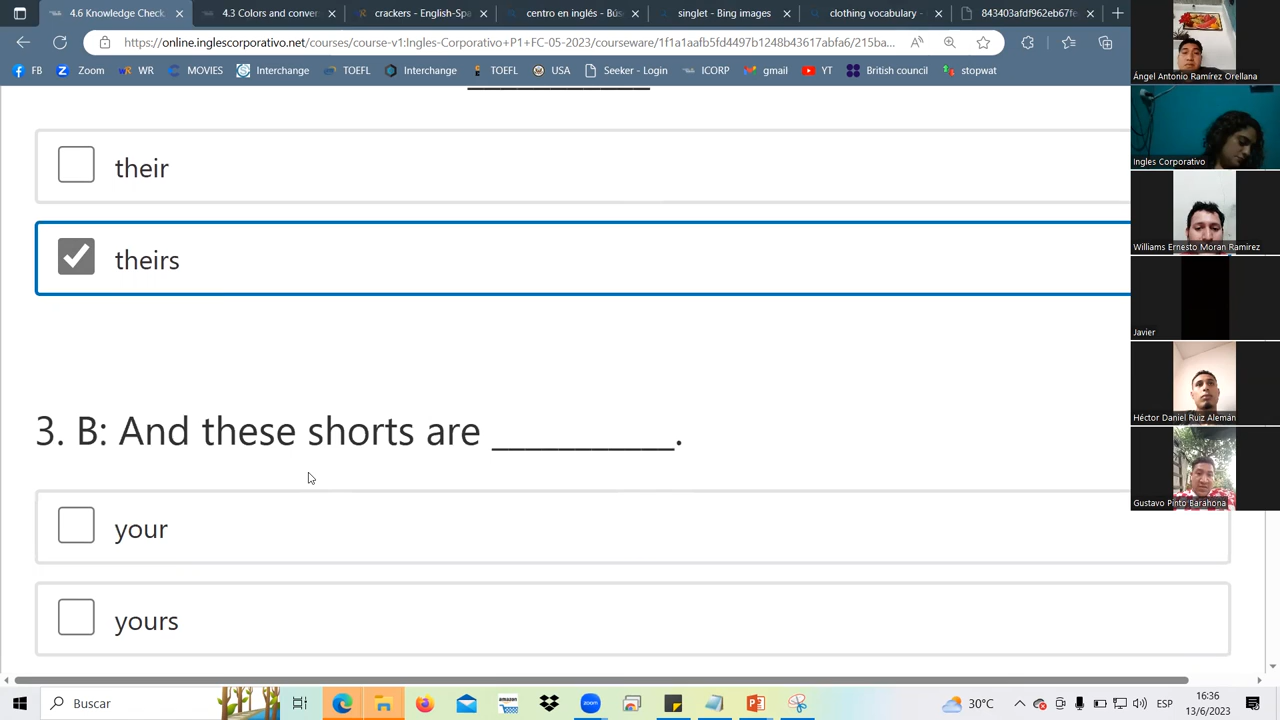 4.6 Knowledge Check
4.3 Colors and conver
crackers - English-Spa
centro en inglés - Bús
singlet - Bing images
clothing vocabulary
843403afdf962eb67fe
https://online.inglescorporativo.net/courses/course-v1:Ingles-Corporativo+P1+FC-05-2023/courseware/1f1a1aafb5fd4497b1248b43617abfa6/215ba...
FB
Zoom
WR
MOVIES
Interchange
TOEFL
Interchange
TOEFL
USA
Seeker - Login
ICORP
gmail
YT
British council
stopwat
their
theirs
3. B: And these shorts are __________.
your
yours
Ángel Antonio Ramírez Orellana
Ingles Corporativo
Williams Ernesto Moran Ramirez
Javier
Héctor Daniel Ruiz Alemán
Gustavo Pinto Barahona
Buscar
amazon
zoom
30°C
ESP
16:36
13/6/2023